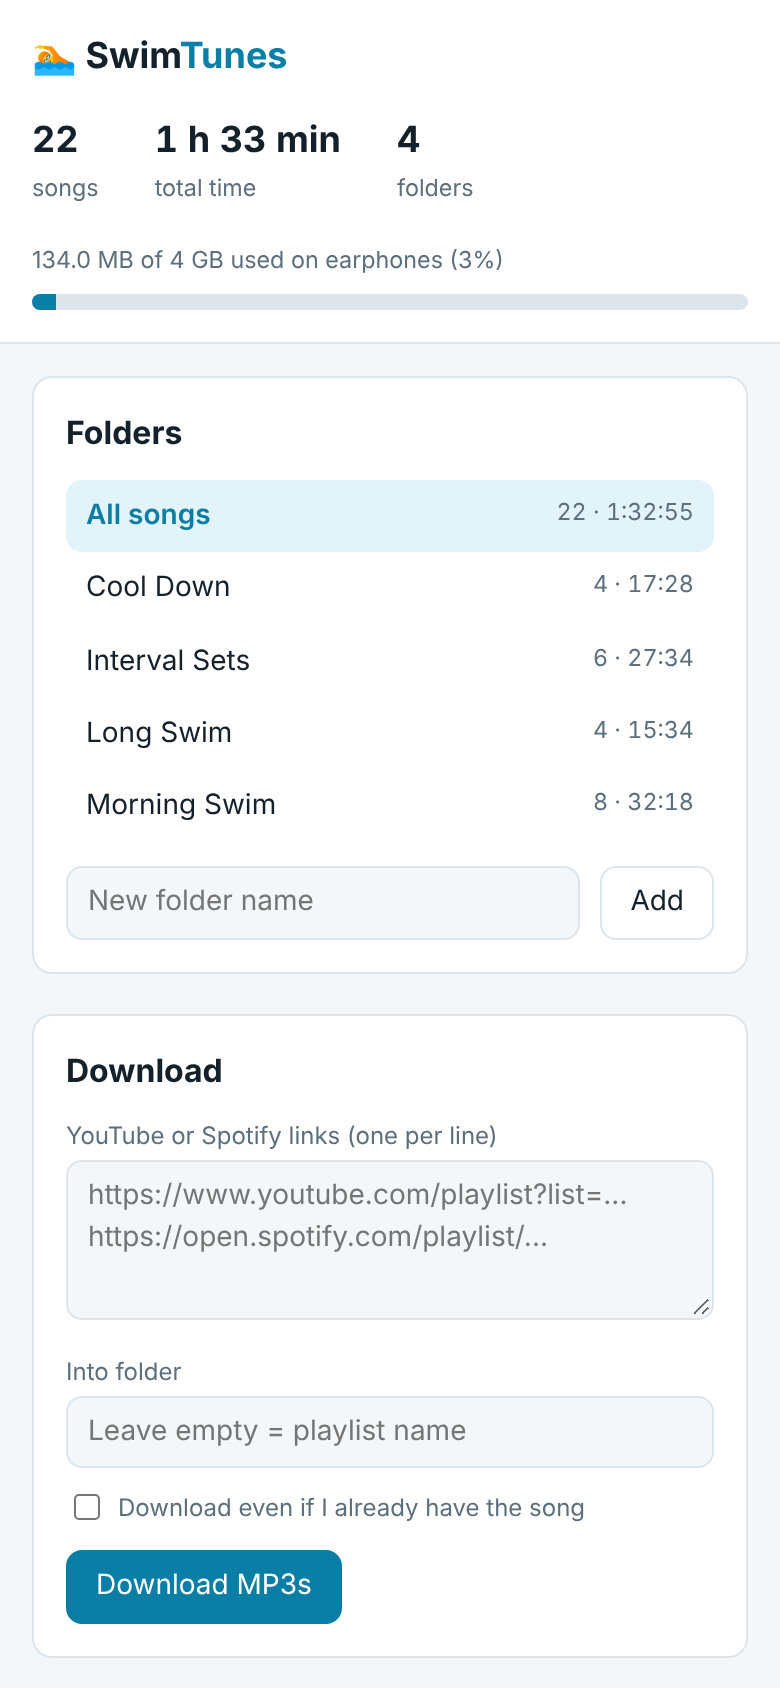 SwimTunes
22 1 h 33 min 4
songs total time folders
134.0 MB of 4 GB used on earphones (3%)
Folders
All songs 22 · 1:32:55
Cool Down 4 · 17:28
Interval Sets 6 · 27:34
Long Swim 4 · 15:34
Morning Swim 8 · 32:18
New folder name Add
Download
YouTube or Spotify links (one per line)
https://www.youtube.com/playlist?list=...
https://open.spotify.com/playlist/...
Into folder
Leave empty = playlist name
Download even if I already have the song
Download MP3s